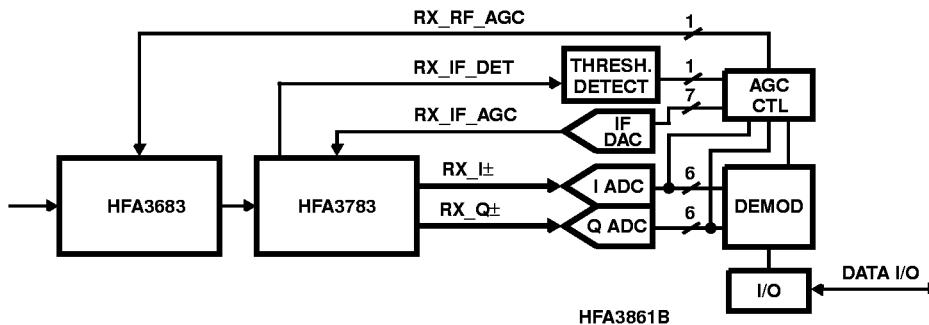 RX_RF_AGC
1
RX_IF_DET
THRESH.
DETECT
1
AGC
CTL
7
RX_IF_AGC
IF
DAC
RX_I±
I ADC
6
HFA3683
HFA3783
DEMOD
RX_Q±
Q ADC
6
DATA I/O
I/O
HFA3861B